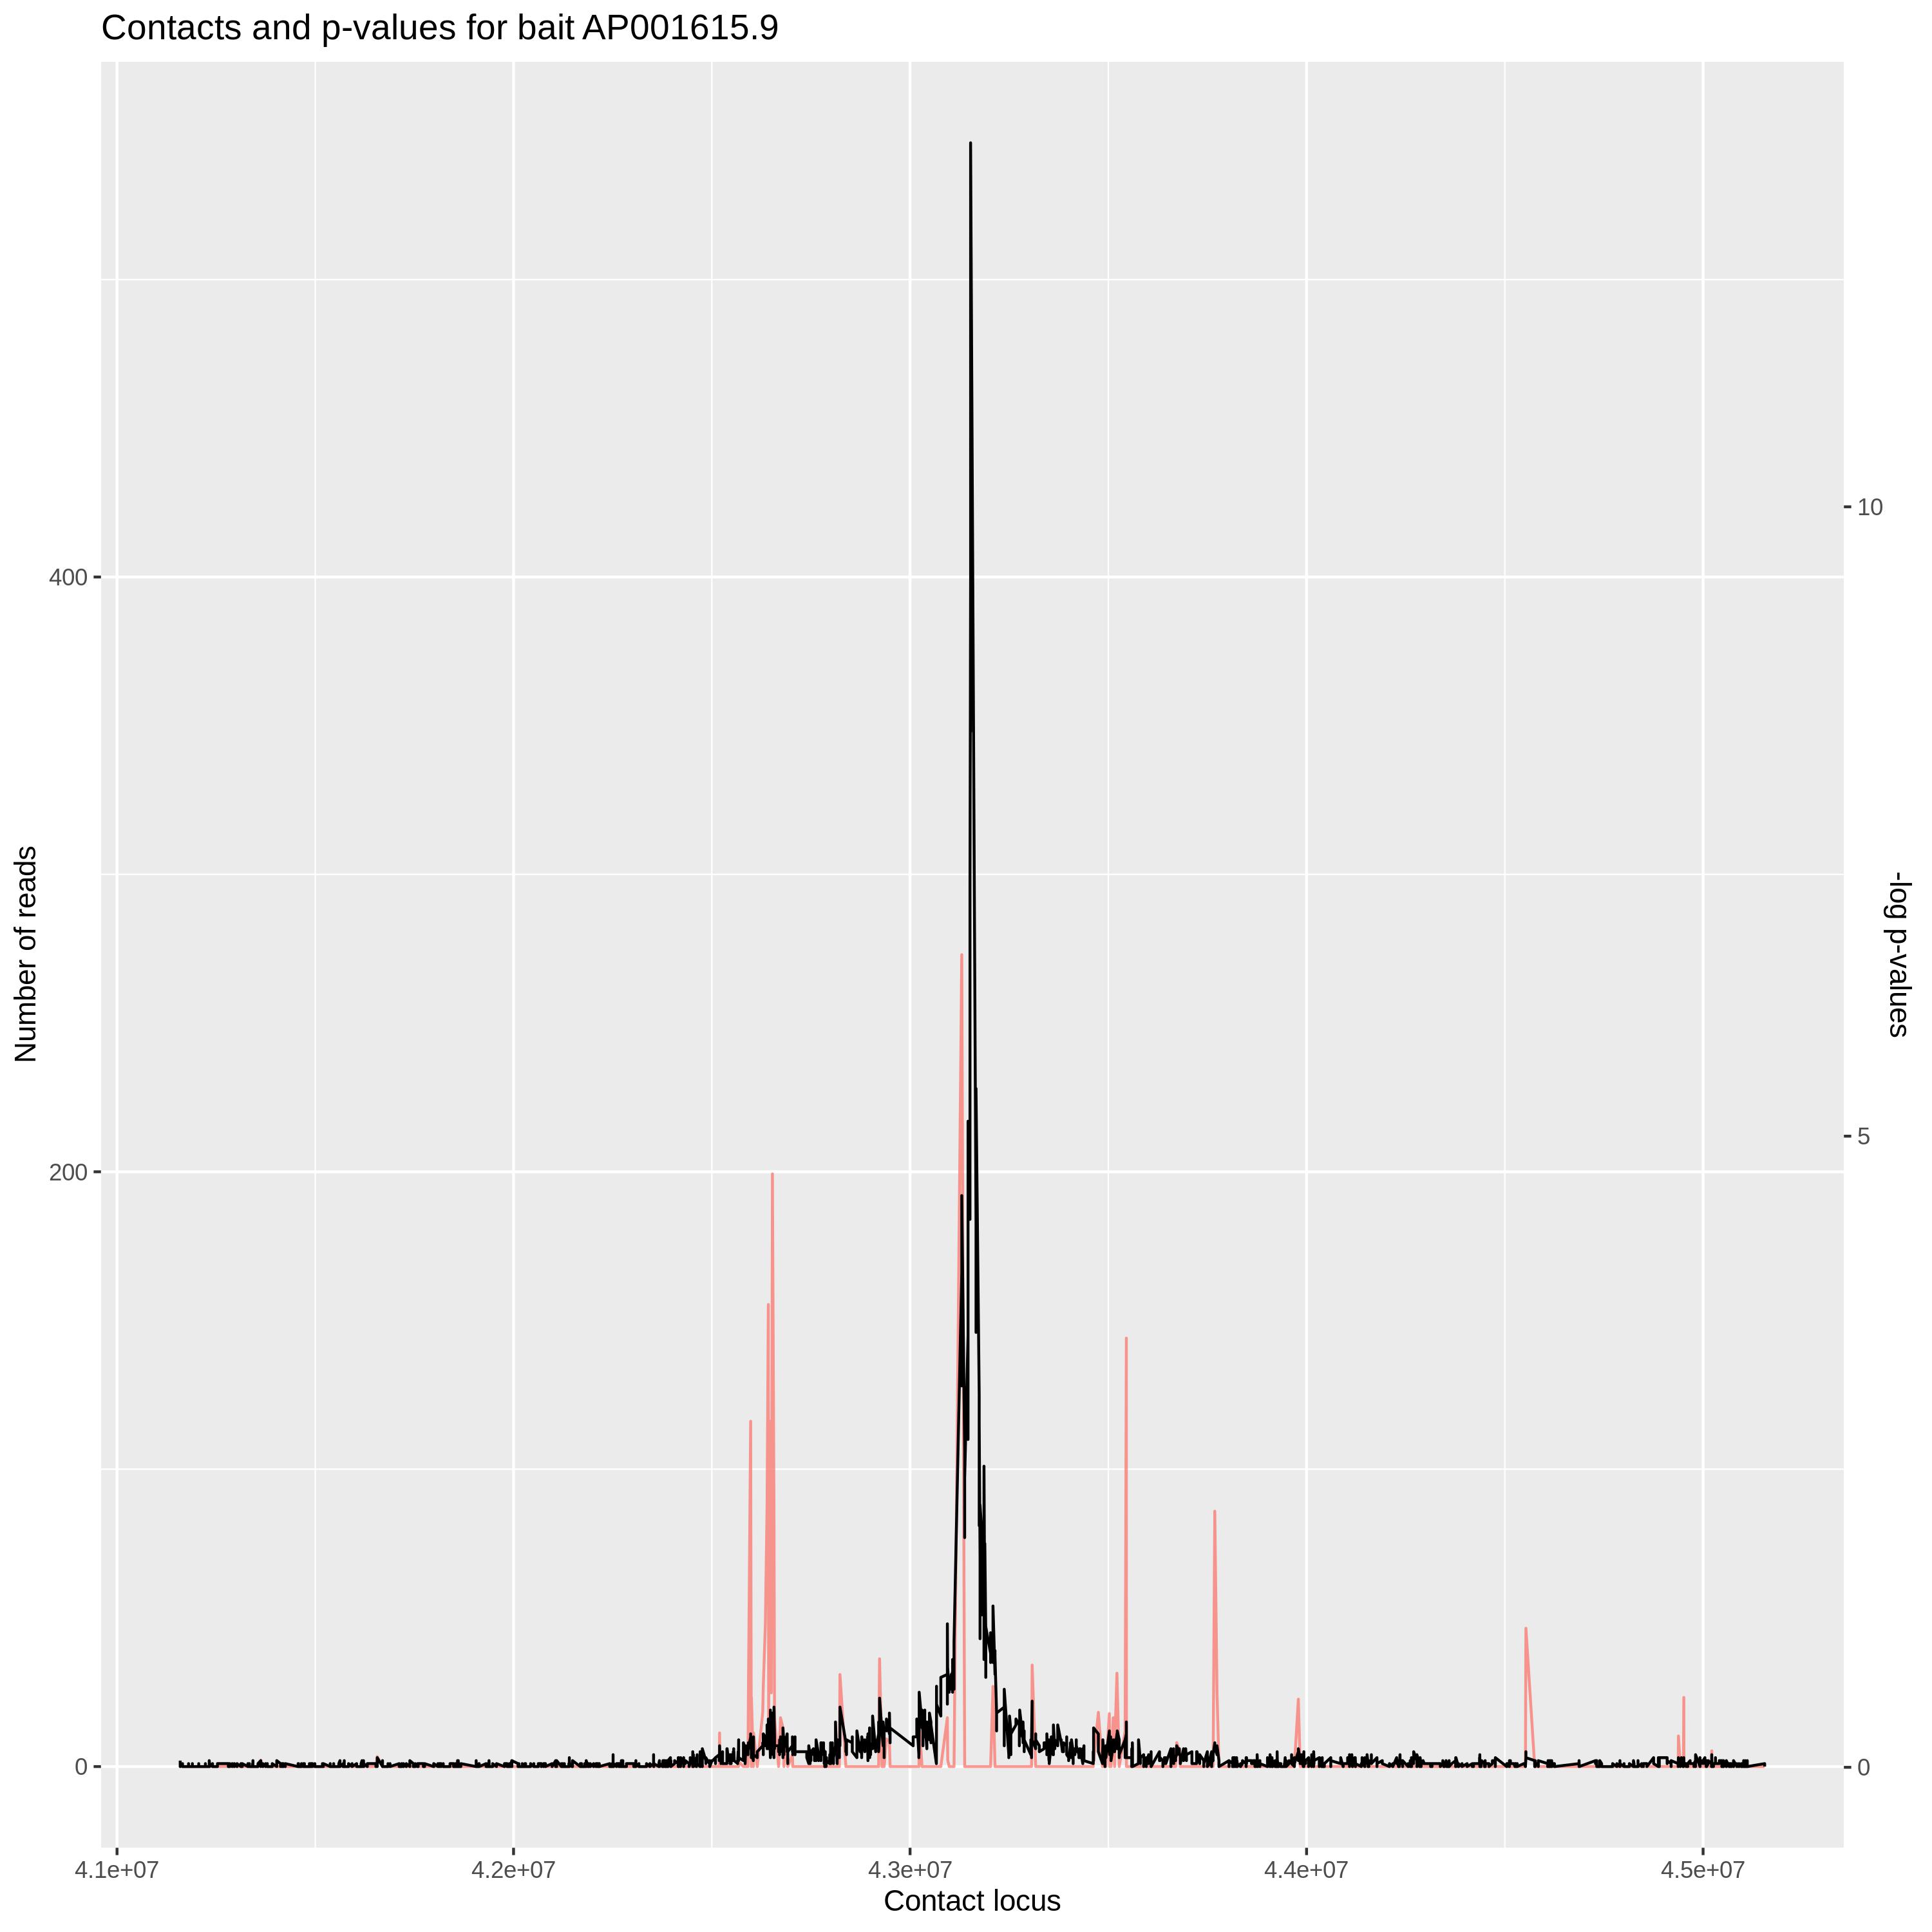 Contacts and p-values for bait AP001615.9
400
200
0
Number of reads
10
5
0
-log p-values
4.1e+07
4.2e+07
4.3e+07
4.4e+07
4.5e+07
Contact locus